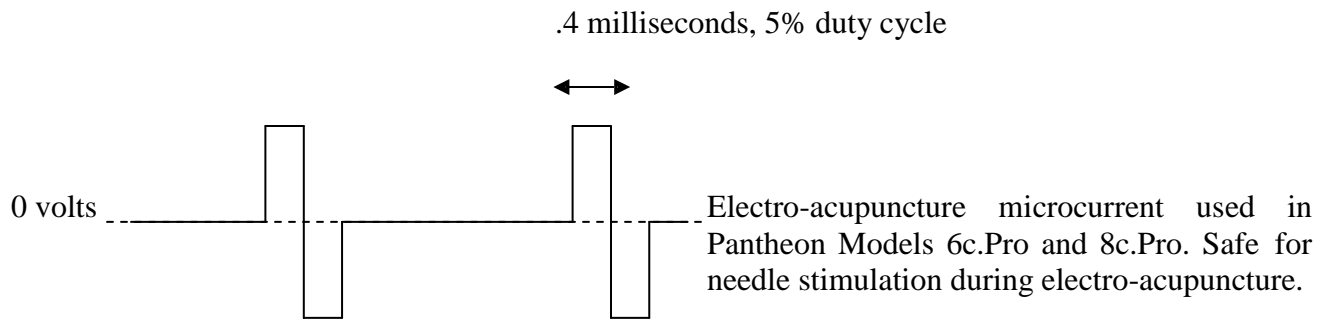 .4 milliseconds, 5% duty cycle
0 volts
Electro-acupuncture microcurrent used in
Pantheon Models 6c.Pro and 8c.Pro. Safe for
needle stimulation during electro-acupuncture.